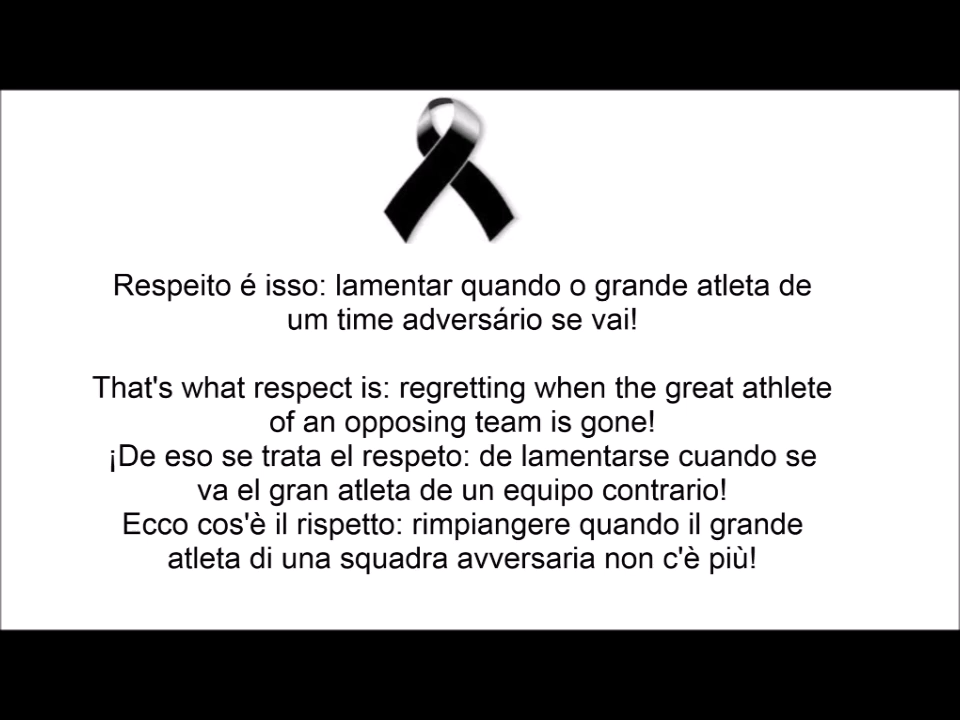 Respeito é isso: lamentar quando o grande atleta de
um time adversário se vai!
That's what respect is: regretting when the great athlete
of an opposing team is gone!
¡De eso se trata el respeto: de lamentarse cuando se
va el gran atleta de un equipo contrario!
Ecco cos'è il rispetto: rimpiangere quando il grande
atleta di una squadra avversaria non c'è più!